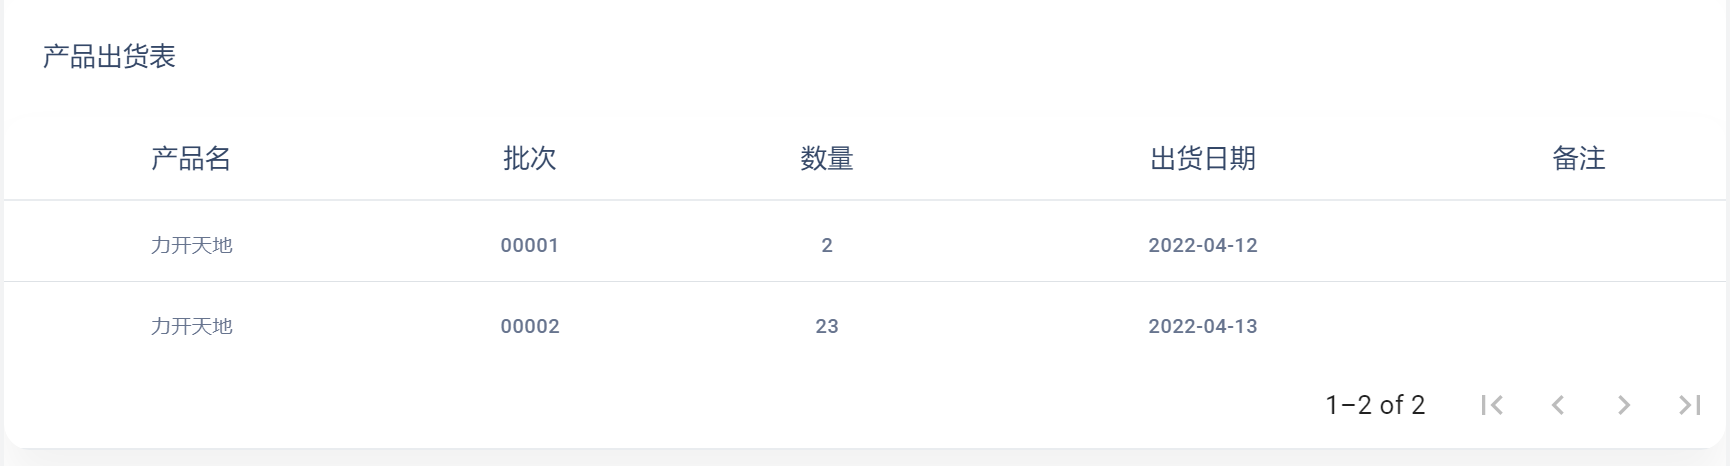 产品出货表
产品名 批次 数量 出货日期 备注
力开天地 00001 2 2022-04-12
力开天地 00002 23 2022-04-13
1–2 of 2